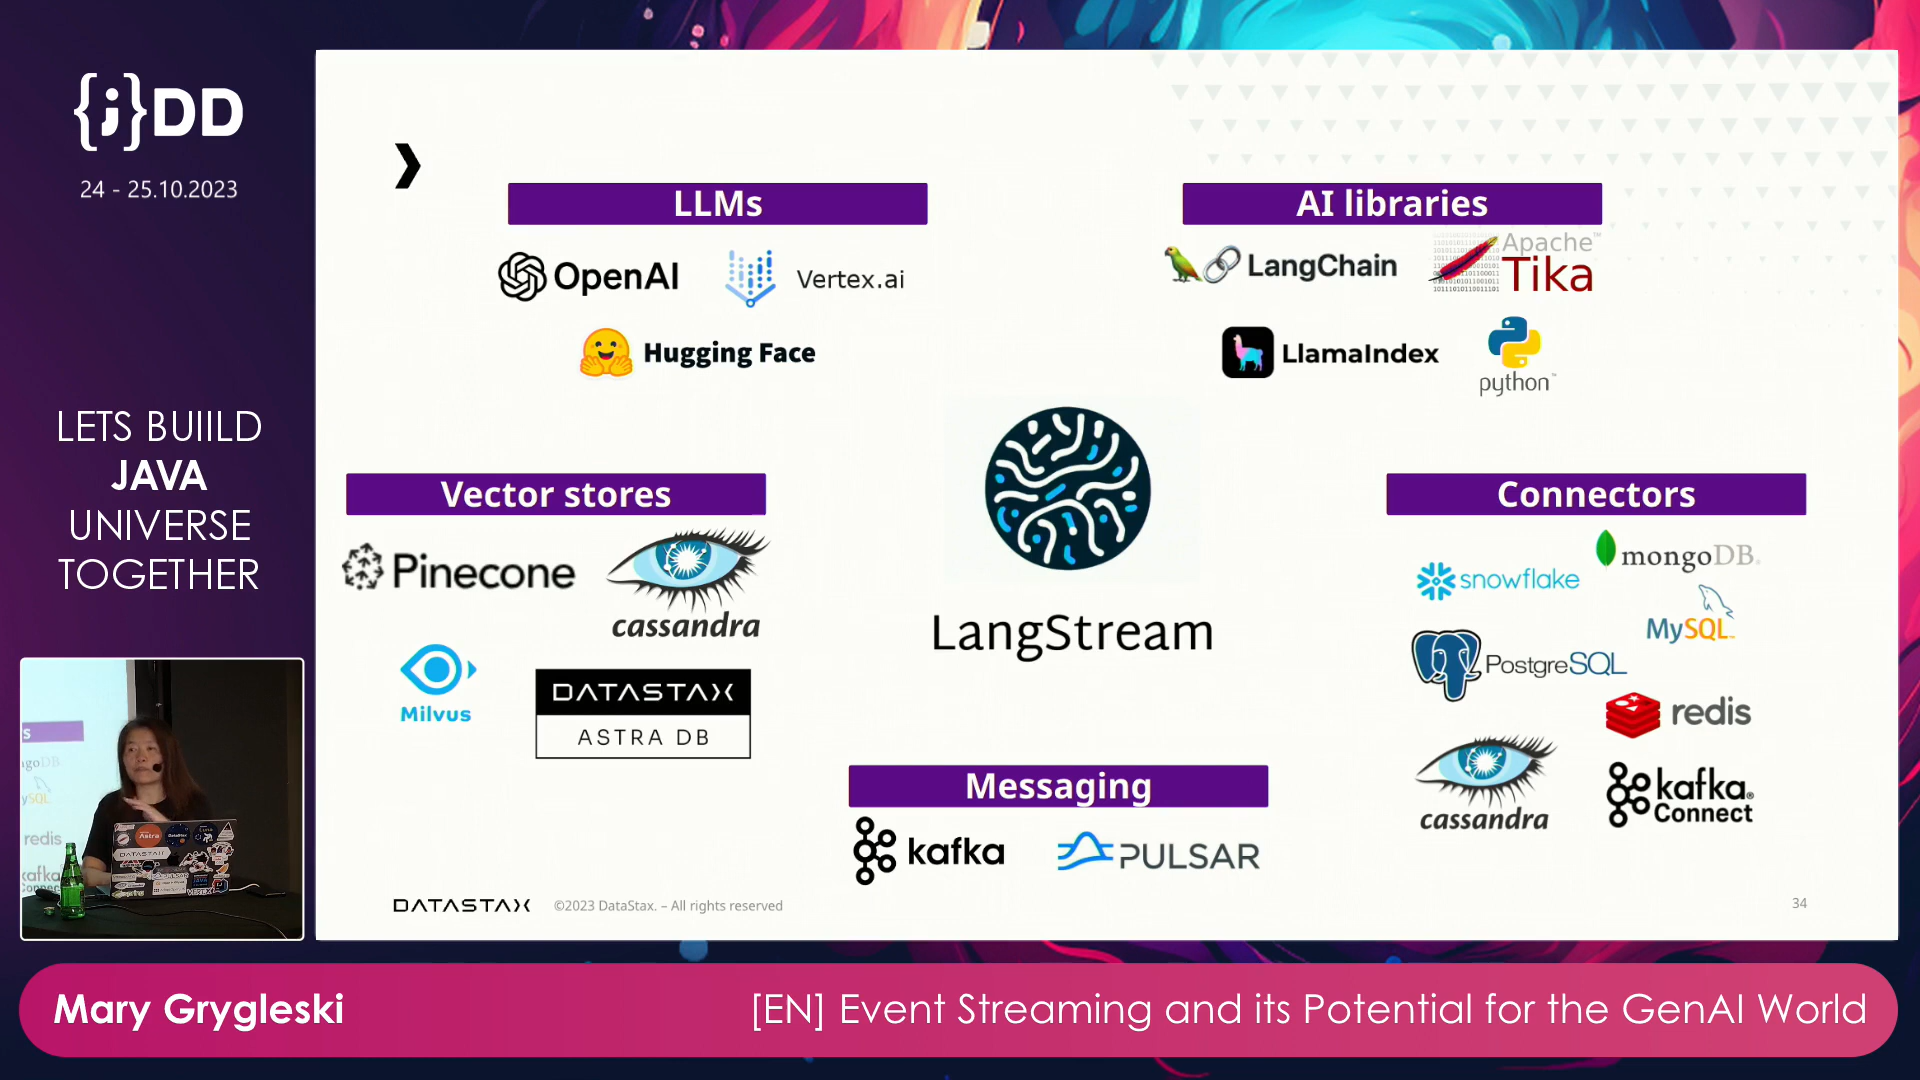 {j}DD
24 - 25.10.2023
LETS BUIILD
JAVA
UNIVERSE
TOGETHER
LLMs
OpenAI
Vertex.ai
Hugging Face
AI libraries
LangChain
Apache™
Tika
LlamaIndex
python™
Vector stores
Pinecone
cassandra
Milvus
DATASTAX
ASTRA DB
LangStream
Connectors
mongoDB®
snowflake
MySQL™
PostgreSQL
redis
cassandra
kafka®
Connect
Messaging
kafka
PULSAR
DATASTAX
©2023 DataStax. – All rights reserved
34
Mary Grygleski
[EN] Event Streaming and its Potential for the GenAI World